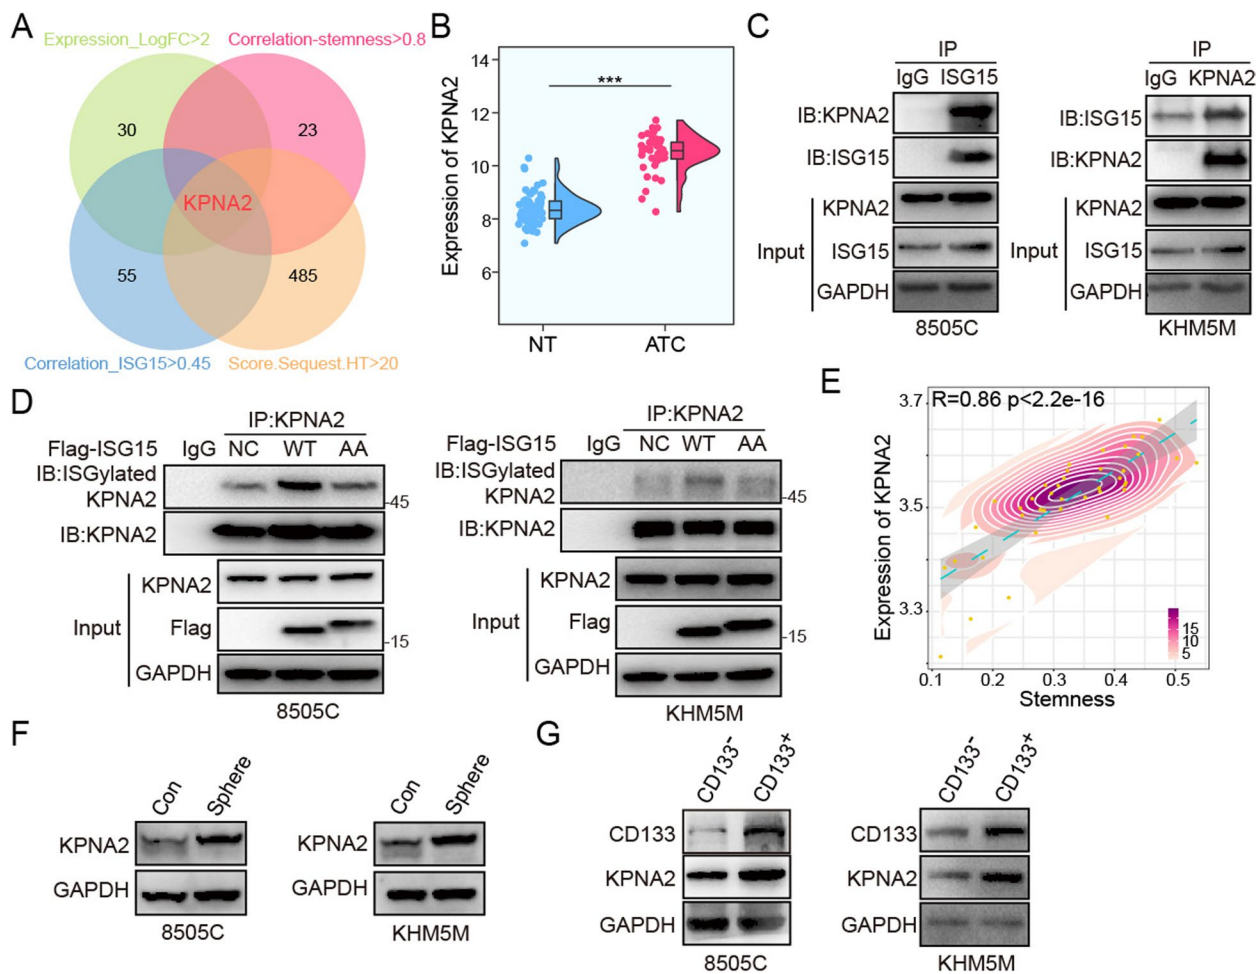 A
Expression_LogFC>2
Correlation-stemness>0.8
30
23
KPNA2
55
485
Correlation_ISG15>0.45
Score.Sequest.HT>20
B
Expression of KPNA2
14
12
10
8
6
***
NT
ATC
C
IP
IgG ISG15
IB:KPNA2
IB:ISG15
KPNA2
Input
ISG15
GAPDH
8505C
IP
IgG KPNA2
IB:ISG15
IB:KPNA2
KPNA2
Input
ISG15
GAPDH
KHM5M
D
IP:KPNA2
Flag-ISG15 IgG NC WT AA
IB:ISGylated
KPNA2
-45
IB:KPNA2
KPNA2
Input
Flag
-15
GAPDH
8505C
IP:KPNA2
Flag-ISG15 IgG NC WT AA
IB:ISGylated
KPNA2
-45
IB:KPNA2
KPNA2
Input
Flag
-15
GAPDH
KHM5M
E
R=0.86 p<2.2e-16
Expression of KPNA2
3.7
3.5
3.3
15
10
5
0.1 0.2 0.3 0.4 0.5
Stemness
F
Con Sphere
KPNA2
GAPDH
8505C
Con Sphere
KPNA2
GAPDH
KHM5M
G
CD133- CD133+
CD133
KPNA2
GAPDH
8505C
CD133- CD133+
CD133
KPNA2
GAPDH
KHM5M